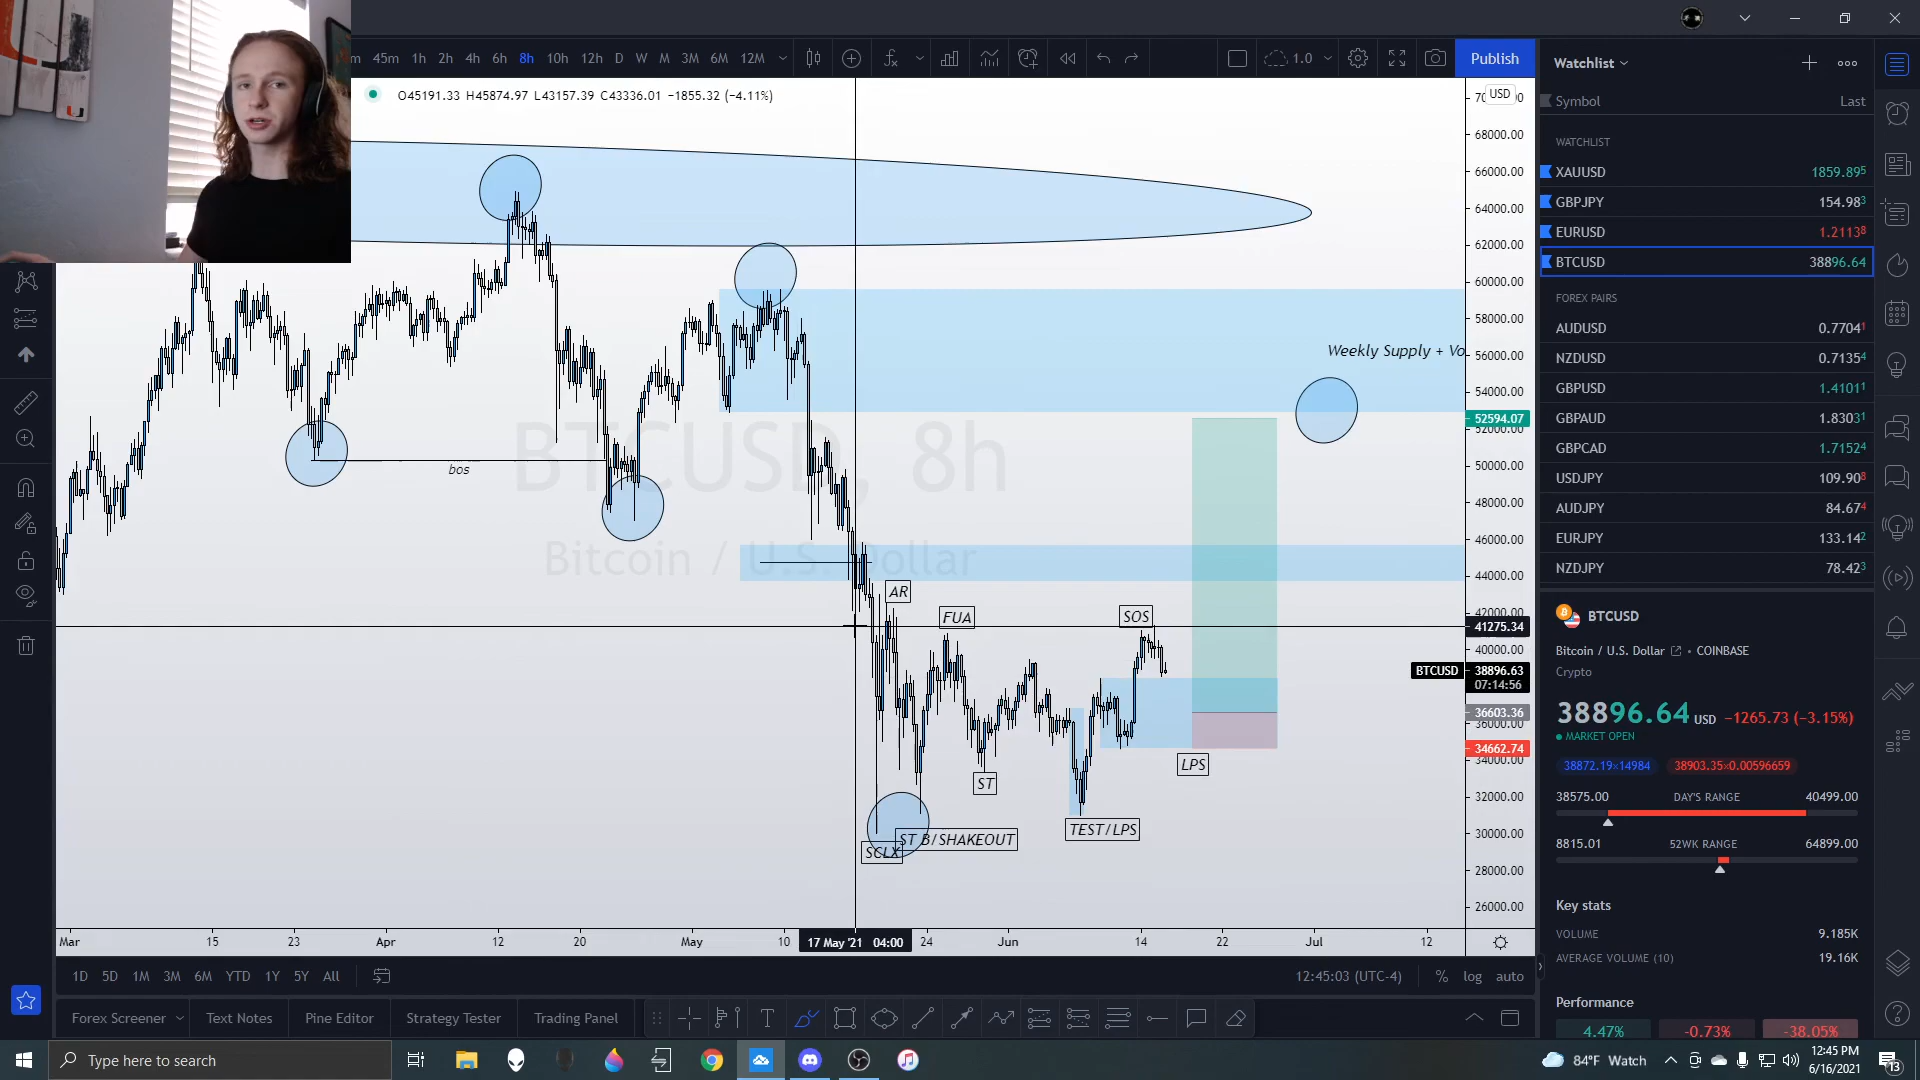 45m 1h 2h 4h 6h 8h 10h 12h D W M 3M 6M 12M
1.0
Publish
O45191.33 H45874.97 L43157.39 C43336.01 −1855.32 (−4.11%)
USD
68000.00
66000.00
64000.00
62000.00
60000.00
58000.00
56000.00
54000.00
52594.07
52000.00
50000.00
48000.00
46000.00
44000.00
42000.00
41275.34
40000.00
BTCUSD 38896.63
07:14:56
36603.36
36000.00
34662.74
34000.00
32000.00
30000.00
28000.00
26000.00
Weekly Supply + Vo
BTCUSD, 8h
Bitcoin / U.S. Dollar
bos
AR
FUA
SOS
ST
LPS
TEST/LPS
ST B/SHAKEOUT
SCLX
Mar 15 23 Apr 12 20 May 10 17 May '21 04:00 24 Jun 14 22 Jul 12
1D 5D 1M 3M 6M YTD 1Y 5Y All
12:45:03 (UTC-4) % log auto
Forex Screener Text Notes Pine Editor Strategy Tester Trading Panel
Watchlist
Symbol Last
WATCHLIST
XAUUSD 1859.895
GBPJPY 154.983
EURUSD 1.21138
BTCUSD 38896.64
FOREX PAIRS
AUDUSD 0.77041
NZDUSD 0.71354
GBPUSD 1.41011
GBPAUD 1.83031
GBPCAD 1.71524
USDJPY 109.908
AUDJPY 84.674
EURJPY 133.142
NZDJPY 78.423
BTCUSD
Bitcoin / U.S. Dollar • COINBASE
Crypto
38896.64 USD −1265.73 (−3.15%)
MARKET OPEN
38872.19×14984 38903.35×0.00596659
38575.00 DAY'S RANGE 40499.00
8815.01 52WK RANGE 64899.00
Key stats
VOLUME 9.185K
AVERAGE VOLUME (10) 19.16K
Performance
4.47% -0.73% -38.05%
Type here to search
84°F Watch
12:45 PM
6/16/2021
13